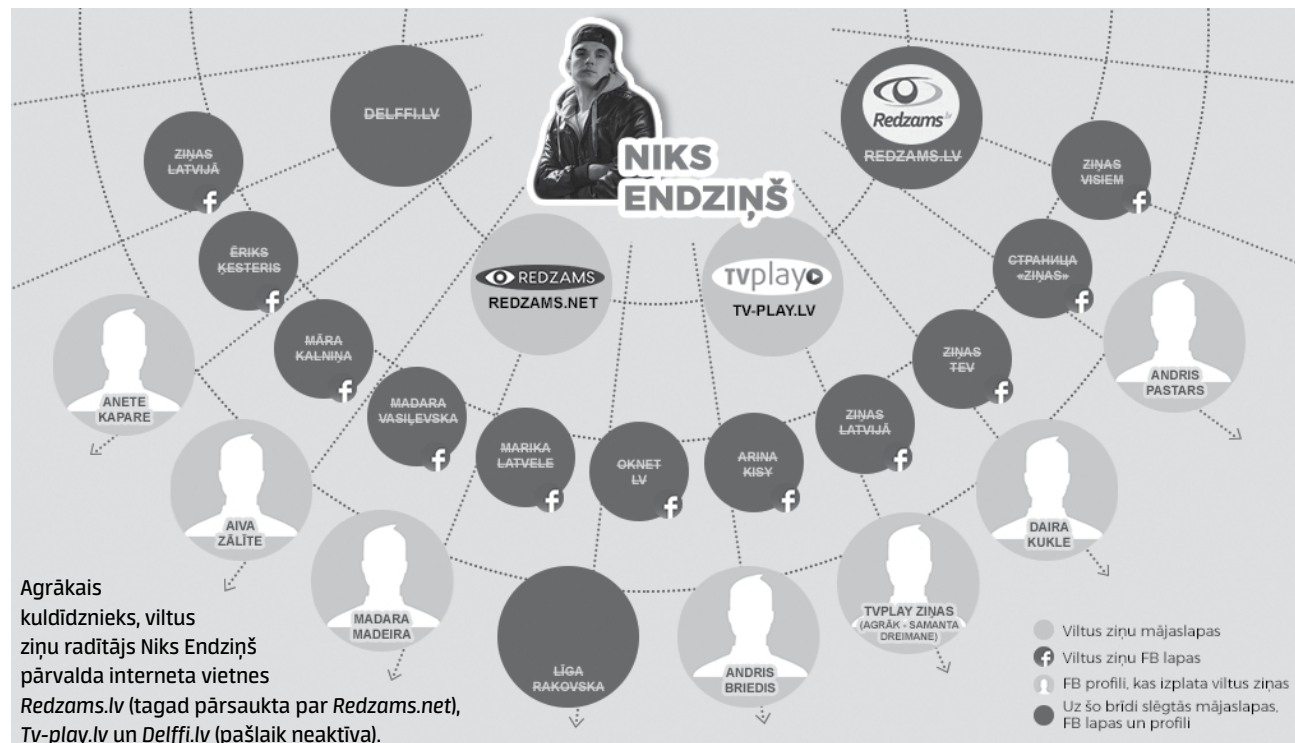 DELFFI.LV
NIKS
ENDZIŅŠ
Redzams.lv
REDZAMS.LV
ZIŅAS
LATVIJĀ
f
ZIŅAS
VISIEM
f
ĒRIKS
ĶESTERIS
f
REDZAMS
REDZAMS.NET
TVplay
TV-PLAY.LV
СТРАНИЦА
«ZIŅAS»
f
ANETE
KAPARE
MĀRA
KALNIŅA
f
ZIŅAS
TEV
f
ANDRIS
PASTARS
MADARA
VASIĻEVSKA
f
MARIKA
LATVELE
f
OKNET
LV
f
ARINA
KISY
f
ZIŅAS
LATVIJĀ
f
AIVA
ZĀLĪTE
DAIRA
KUKLE
MADARA
MADEIRA
LĪGA
RAKOVSKA
ANDRIS
BRIEDIS
TVPLAY ZIŅAS
(AGRĀK - SAMANTA
DREIMANE)
Agrākais
kuldīdznieks, viltus
ziņu radītājs Niks Endziņš
pārvalda interneta vietnes
Redzams.lv (tagad pārsaukta par Redzams.net),
Tv-play.lv un Delffi.lv (pašlaik neaktīva).
Viltus ziņu mājaslapas
f Viltus ziņu FB lapas
FB profili, kas izplata viltus ziņas
Uz šo brīdi slēgtās mājaslapas,
FB lapas un profili